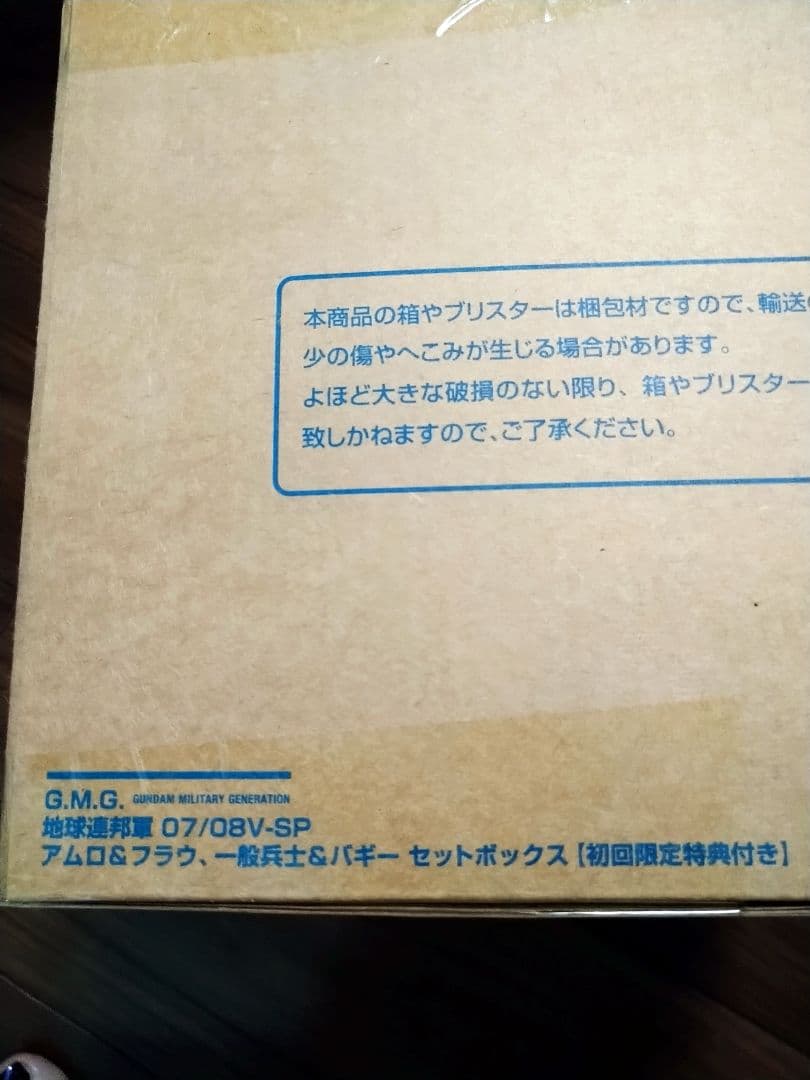 本商品の箱やブリスターは梱包材ですので、輸送
少の傷やへこみが生じる場合があります。
よほど大きな破損のない限り、箱やブリスター
致しかねますので、ご了承ください。
G.M.G. GUNDAM MILITARY GENERATION
地球連邦軍 07/08V-SP
アムロ&フラウ、一般兵士&バギー セットボックス【初回限定特典付き】